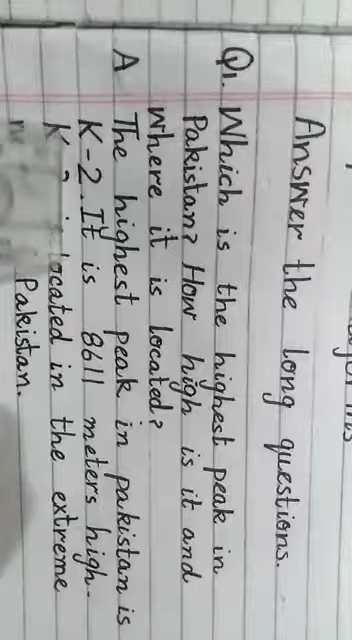 Answer the long questions.
Q1. Which is the highest peak in
Pakistan? How high is it and
where it is located?
A The highest peak in pakistan is
K-2. It is 8611 meters high.
located in the extreme
Pakistan.